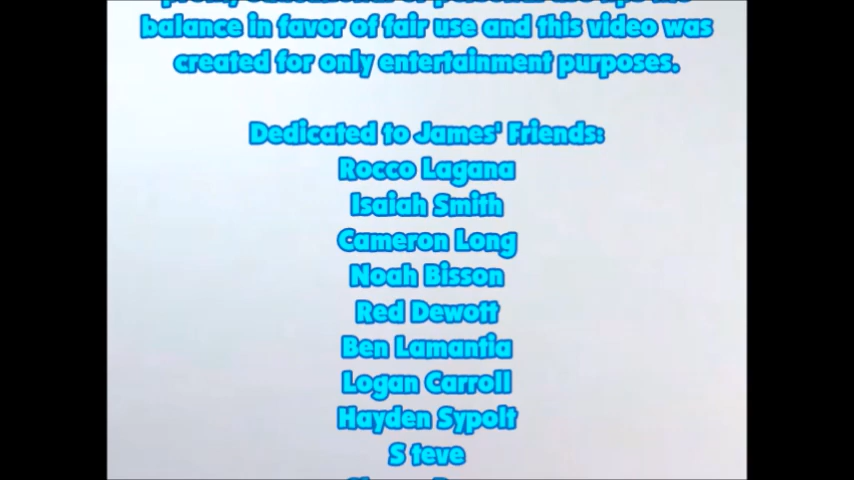 balance in favor of fair use and this video was
created for only entertainment purposes.
Dedicated to James' Friends:
Rocco Lagana
Isaiah Smith
Cameron Long
Noah Bisson
Red Dewott
Ben Lamantia
Logan Carroll
Hayden Sypolt
S teve